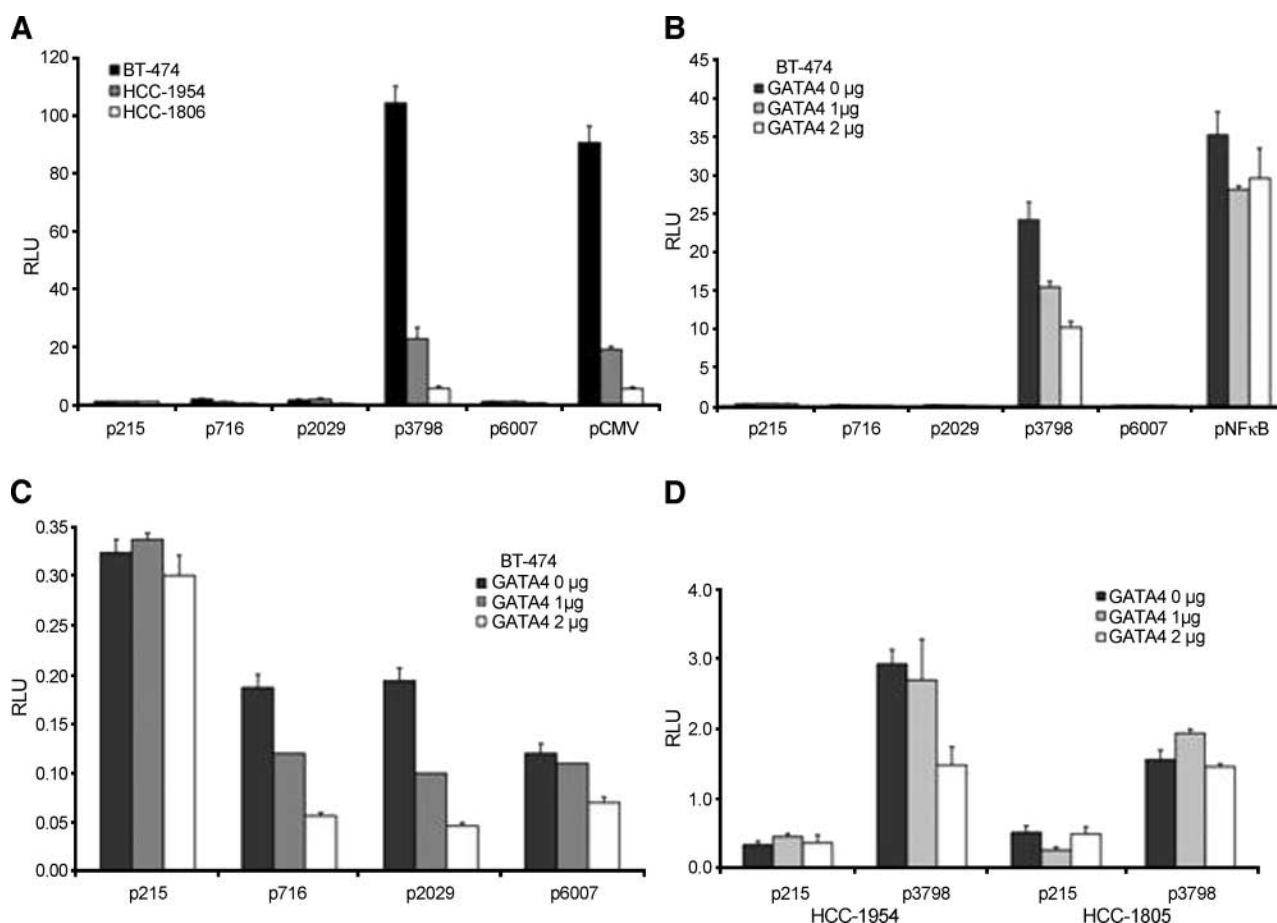 A
120
100
80
60
40
20
0
RLU
BT-474
HCC-1954
HCC-1806
p215 p716 p2029 p3798 p6007 pCMV
B
45
40
35
30
25
20
15
10
5
0
RLU
BT-474
GATA4 0 µg
GATA4 1µg
GATA4 2 µg
p215 p716 p2029 p3798 p6007 pNFκB
C
0.35
0.30
0.25
0.20
0.15
0.10
0.05
0.00
RLU
BT-474
GATA4 0 µg
GATA4 1µg
GATA4 2 µg
p215 p716 p2029 p6007
D
4.0
3.0
2.0
1.0
0.0
RLU
GATA4 0 µg
GATA4 1µg
GATA4 2 µg
p215 p3798 p215 p3798
HCC-1954 HCC-1805